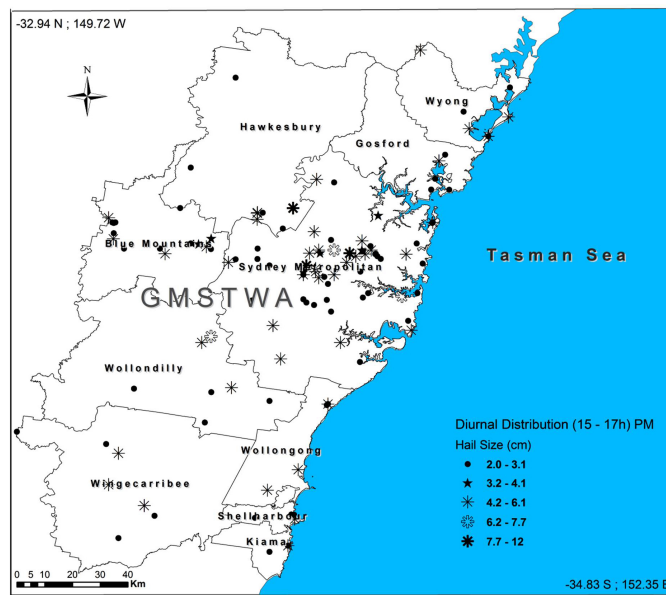 -32.94 N ; 149.72 W
N
Wyong
Hawkesbury
Gosford
Blue Mountains
Tasman Sea
Sydney Metropolitan
GMSTWA
Wollondilly
Diurnal Distribution (15 - 17h) PM
Hail Size (cm)
Wollongong
2.0 - 3.1
3.2 - 4.1
Wingecarribee
4.2 - 6.1
Shellharbour
6.2 - 7.7
Kiama
7.7 - 12
0 5 10 20 30 40
Km
-34.83 S ; 152.35 E